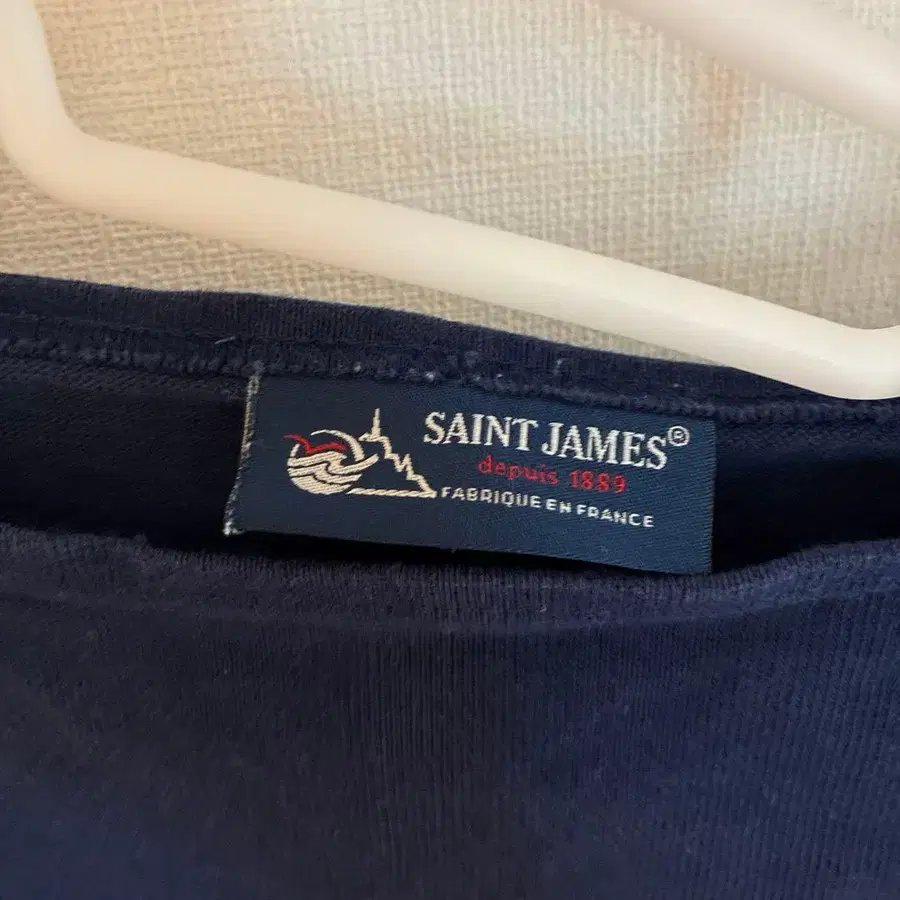 SAINT JAMES®
depuis 1889
FABRIQUE EN FRANCE